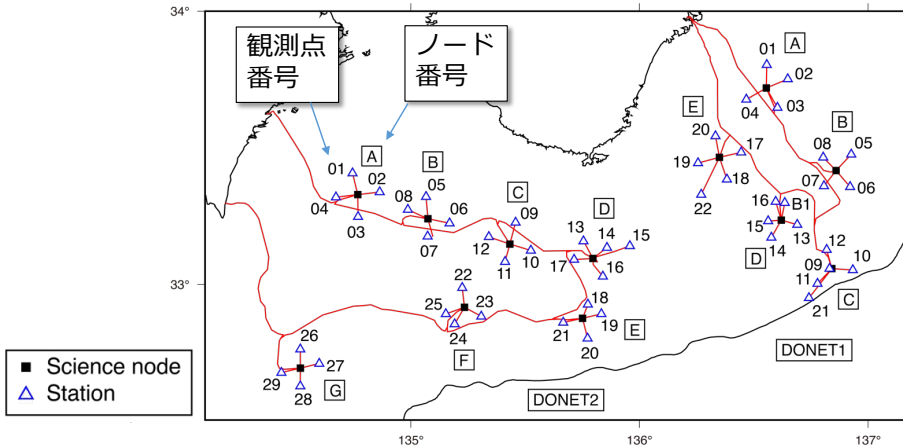 34°
33°
135°
136°
137°
観測点
番号
ノード
番号
Science node
Station
DONET1
DONET2
A
01
02
03
04
B
05
06
07
08
C
09
10
11
12
D
13
14
15
16
17
E
18
19
20
21
F
22
23
24
25
G
26
27
28
29
A
01
02
03
04
B
05
06
07
08
C
09
10
11
12
21
D
13
14
15
16
B1
E
17
18
19
20
22